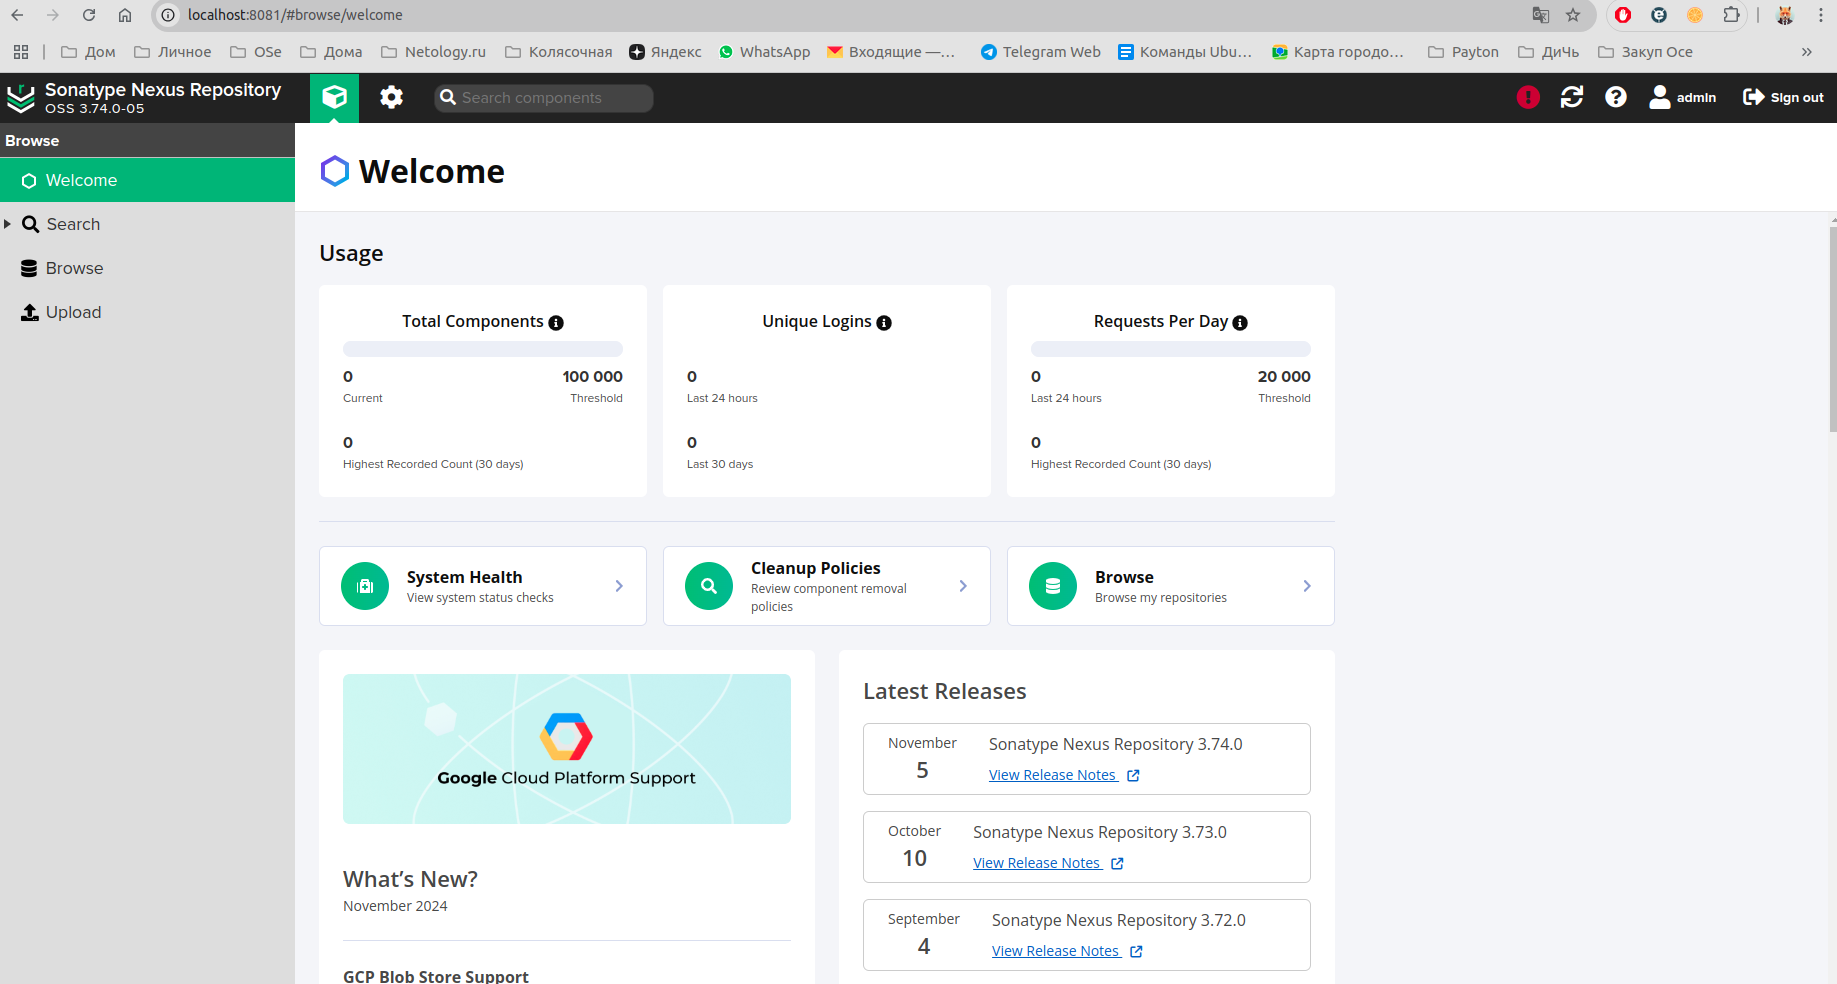 localhost:8081/#browse/welcome
Дом
Личное
OSe
Дома
Netology.ru
Колясочная
Яндекс
WhatsApp
Входящие —...
Telegram Web
Команды Ubu...
Карта городо...
Payton
ДиЧь
Закуп Осе
»
Sonatype Nexus Repository
OSS 3.74.0-05
Search components
admin
Sign out
Browse
Welcome
Search
Browse
Upload
Welcome
Usage
Total Components
0
100 000
Current
Threshold
0
Highest Recorded Count (30 days)
Unique Logins
0
Last 24 hours
0
Last 30 days
Requests Per Day
0
20 000
Last 24 hours
Threshold
0
Highest Recorded Count (30 days)
System Health
View system status checks
Cleanup Policies
Review component removal
policies
Browse
Browse my repositories
Google Cloud Platform Support
What's New?
November 2024
GCP Blob Store Support
Latest Releases
November
5
Sonatype Nexus Repository 3.74.0
View Release Notes
October
10
Sonatype Nexus Repository 3.73.0
View Release Notes
September
4
Sonatype Nexus Repository 3.72.0
View Release Notes